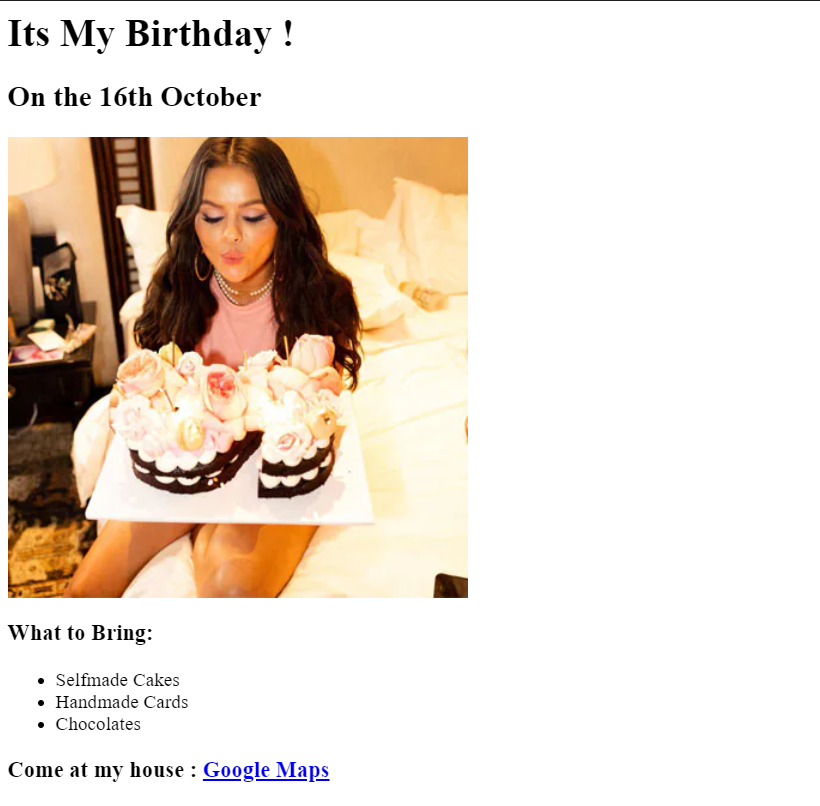 Its My Birthday !
On the 16th October
What to Bring:
Selfmade Cakes
Handmade Cards
Chocolates
Come at my house : Google Maps